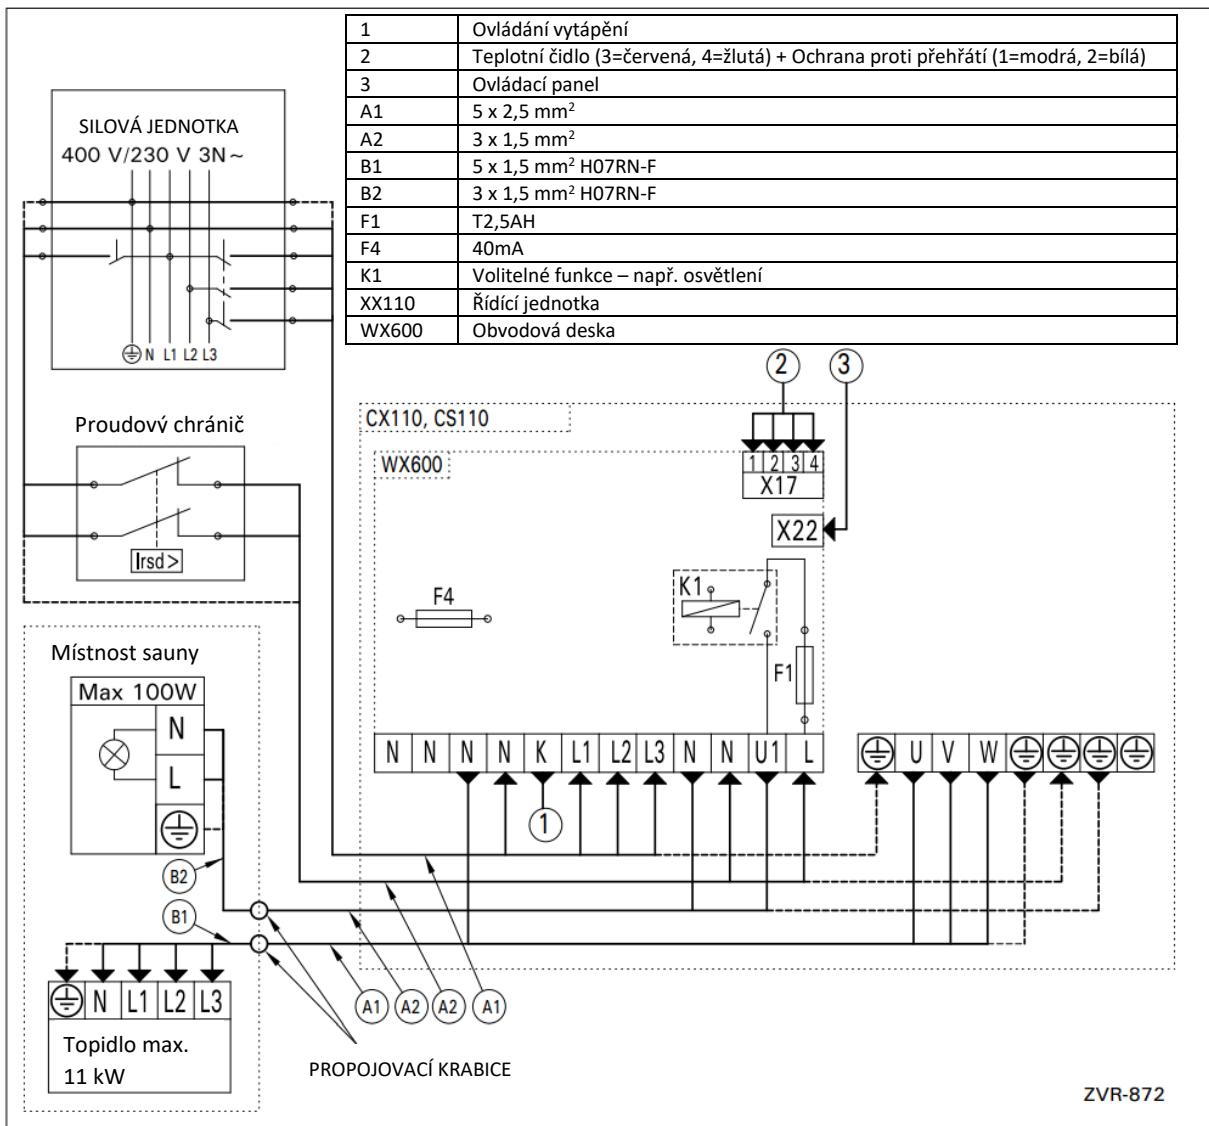 1 Ovládání vytápění
2 Teplotní čidlo (3=červená, 4=žlutá) + Ochrana proti přehřátí (1=modrá, 2=bílá)
3 Ovládací panel
A1 5 x 2,5 mm²
A2 3 x 1,5 mm²
B1 5 x 1,5 mm² H07RN-F
B2 3 x 1,5 mm² H07RN-F
F1 T2,5AH
F4 40mA
K1 Volitelné funkce – např. osvětlení
XX110 Řídící jednotka
WX600 Obvodová deska
SILOVÁ JEDNOTKA
400 V/230 V 3N~
N L1 L2 L3
2 3
Proudový chránič
CX110, CS110
WX600
1 2 3 4
X17
X22
Irsd>
K1
F4
F1
Místnost sauny
Max 100W
N
L
N N N N K L1 L2 L3 N N U1 L
U V W
1
B2
B1
N L1 L2 L3
A1 A2 A2 A1
Topidlo max.
11 kW
PROPOJOVACÍ KRABICE
ZVR-872